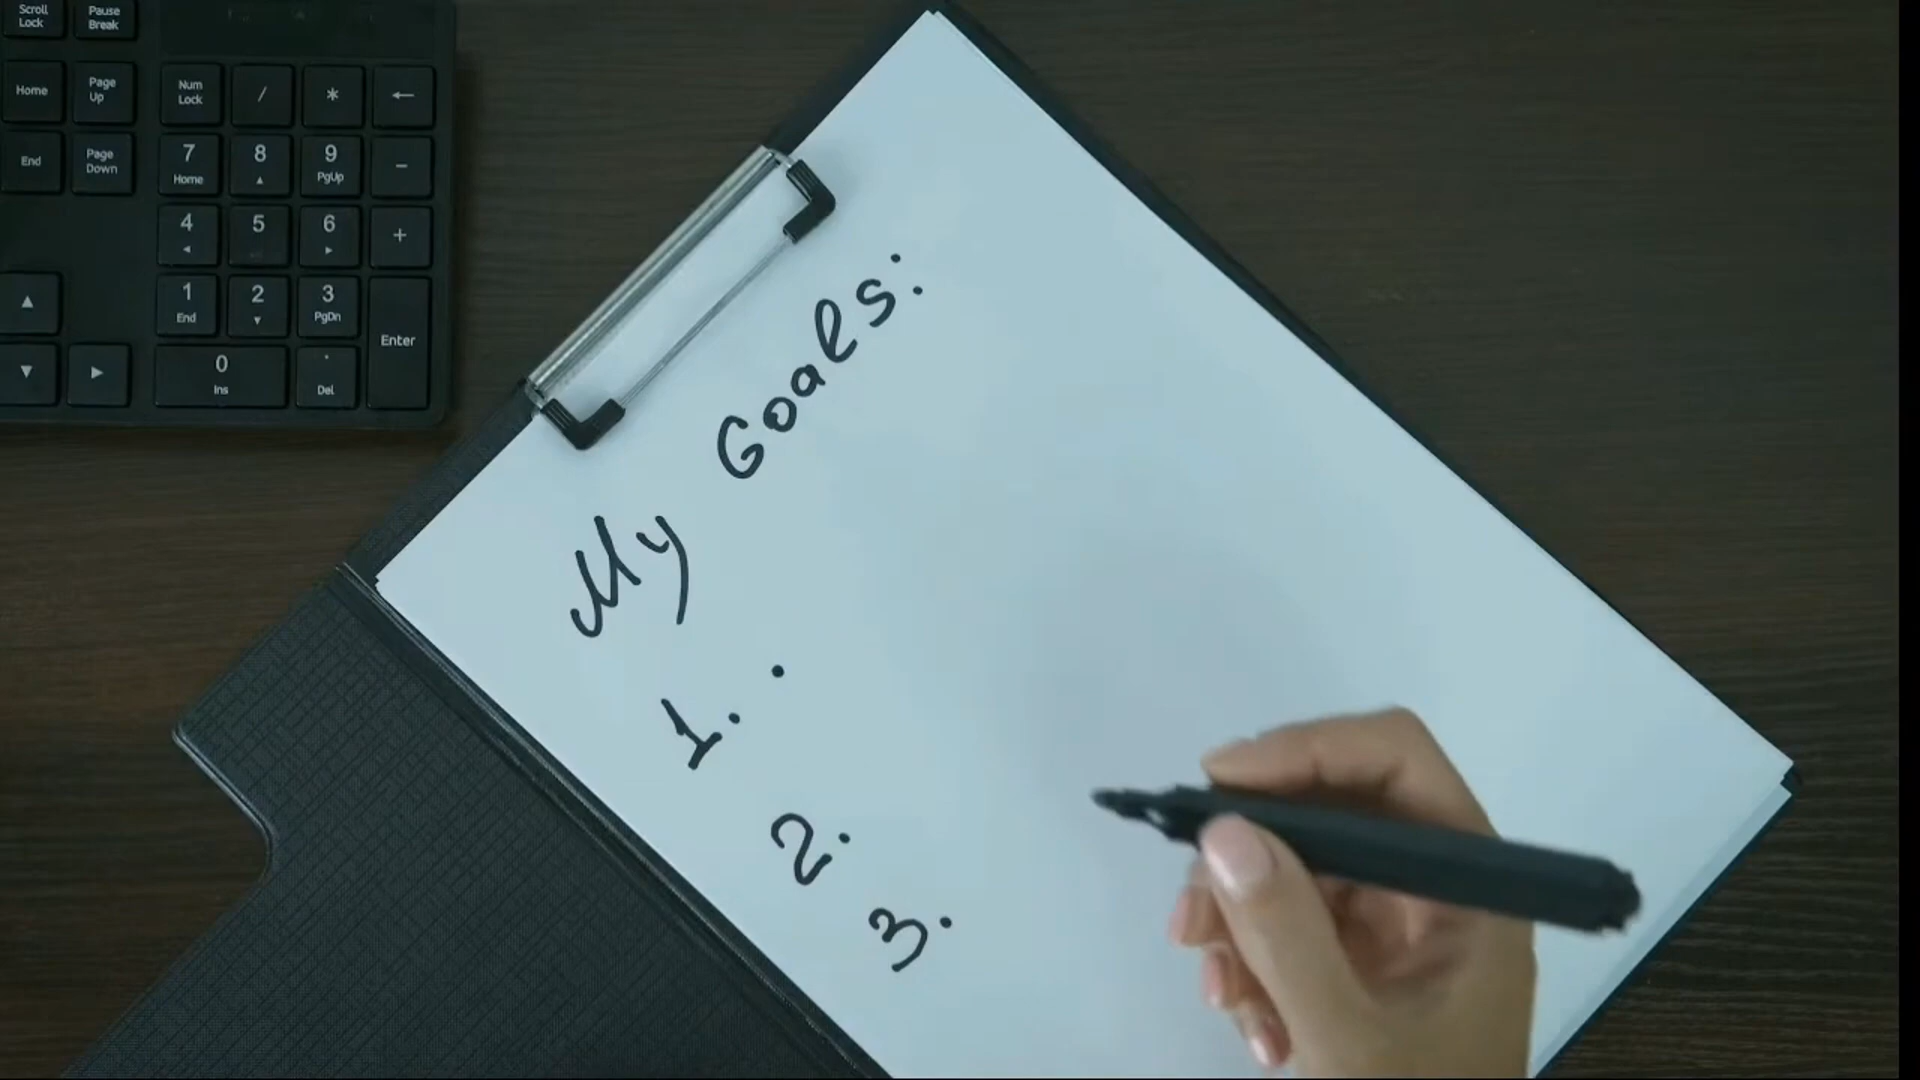 Scroll Lock
Pause Break
Home
Page Up
Num Lock
/
*
←
End
Page Down
7 Home
8 ▲
9 PgUp
-
4 ◄
5
6 ►
+
▲
1 End
2 ▼
3 PgDn
Enter
▼
►
0 Ins
. Del
My Goals:
1. .
2.
3.